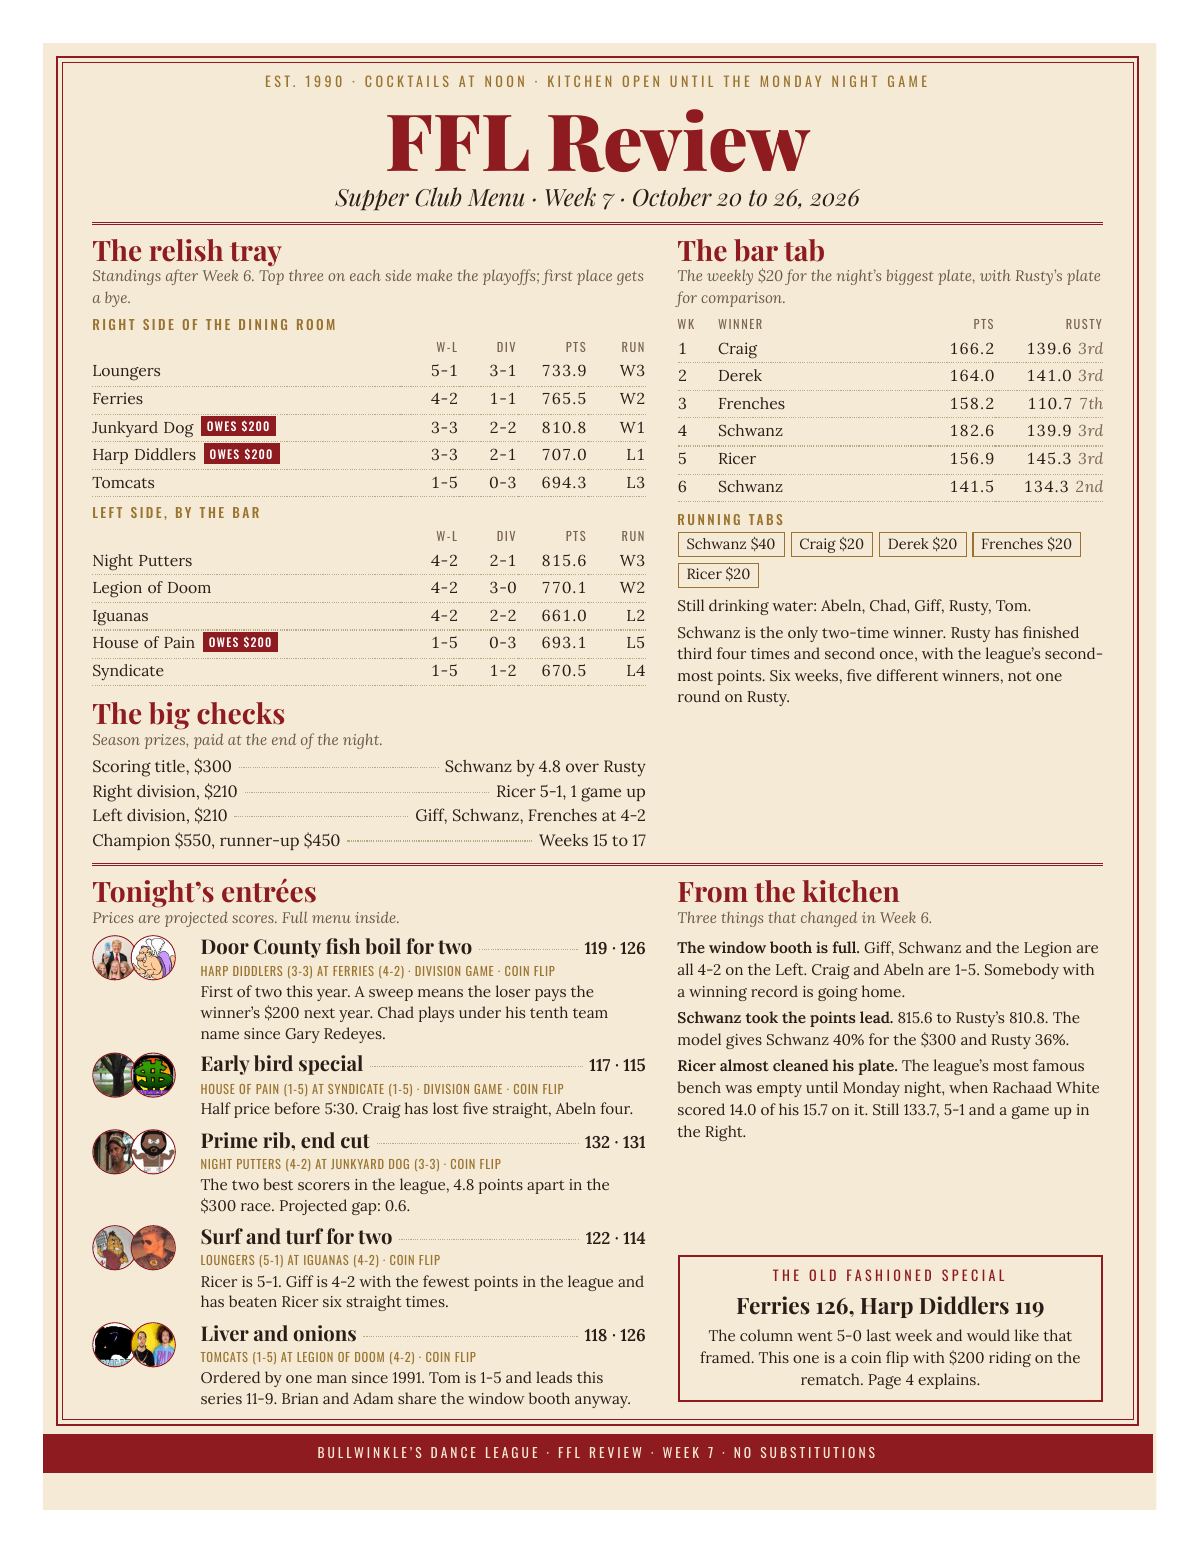 EST. 1990 · COCKTAILS AT NOON · KITCHEN OPEN UNTIL THE MONDAY NIGHT GAME
FFL Review
Supper Club Menu · Week 7 · October 20 to 26, 2026
The relish tray
Standings after Week 6. Top three on each side make the playoffs; first place gets
a bye.
RIGHT SIDE OF THE DINING ROOM
W-L DIV PTS RUN
Loungers 5-1 3-1 733.9 W3
Ferries 4-2 1-1 765.5 W2
Junkyard Dog OWES $200 3-3 2-2 810.8 W1
Harp Diddlers OWES $200 3-3 2-1 707.0 L1
Tomcats 1-5 0-3 694.3 L3
LEFT SIDE, BY THE BAR
W-L DIV PTS RUN
Night Putters 4-2 2-1 815.6 W3
Legion of Doom 4-2 3-0 770.1 W2
Iguanas 4-2 2-2 661.0 L2
House of Pain OWES $200 1-5 0-3 693.1 L5
Syndicate 1-5 1-2 670.5 L4
The big checks
Season prizes, paid at the end of the night.
Scoring title, $300 Schwanz by 4.8 over Rusty
Right division, $210 Ricer 5-1, 1 game up
Left division, $210 Giff, Schwanz, Frenches at 4-2
Champion $550, runner-up $450 Weeks 15 to 17
The bar tab
The weekly $20 for the night's biggest plate, with Rusty's plate
for comparison.
WK WINNER PTS RUSTY
1 Craig 166.2 139.6 3rd
2 Derek 164.0 141.0 3rd
3 Frenches 158.2 110.7 7th
4 Schwanz 182.6 139.9 3rd
5 Ricer 156.9 145.3 3rd
6 Schwanz 141.5 134.3 2nd
RUNNING TABS
Schwanz $40 Craig $20 Derek $20 Frenches $20
Ricer $20
Still drinking water: Abeln, Chad, Giff, Rusty, Tom.
Schwanz is the only two-time winner. Rusty has finished
third four times and second once, with the league's second-
most points. Six weeks, five different winners, not one
round on Rusty.
Tonight's entrées
Prices are projected scores. Full menu inside.
Door County fish boil for two 119 · 126
HARP DIDDLERS (3-3) AT FERRIES (4-2) · DIVISION GAME · COIN FLIP
First of two this year. A sweep means the loser pays the
winner's $200 next year. Chad plays under his tenth team
name since Gary Redeyes.
Early bird special 117 · 115
HOUSE OF PAIN (1-5) AT SYNDICATE (1-5) · DIVISION GAME · COIN FLIP
Half price before 5:30. Craig has lost five straight, Abeln four.
Prime rib, end cut 132 · 131
NIGHT PUTTERS (4-2) AT JUNKYARD DOG (3-3) · COIN FLIP
The two best scorers in the league, 4.8 points apart in the
$300 race. Projected gap: 0.6.
Surf and turf for two 122 · 114
LOUNGERS (5-1) AT IGUANAS (4-2) · COIN FLIP
Ricer is 5-1. Giff is 4-2 with the fewest points in the league and
has beaten Ricer six straight times.
Liver and onions 118 · 126
TOMCATS (1-5) AT LEGION OF DOOM (4-2) · COIN FLIP
Ordered by one man since 1991. Tom is 1-5 and leads this
series 11-9. Brian and Adam share the window booth anyway.
From the kitchen
Three things that changed in Week 6.
The window booth is full. Giff, Schwanz and the Legion are
all 4-2 on the Left. Craig and Abeln are 1-5. Somebody with
a winning record is going home.
Schwanz took the points lead. 815.6 to Rusty's 810.8. The
model gives Schwanz 40% for the $300 and Rusty 36%.
Ricer almost cleaned his plate. The league's most famous
bench was empty until Monday night, when Rachaad White
scored 14.0 of his 15.7 on it. Still 133.7, 5-1 and a game up in
the Right.
THE OLD FASHIONED SPECIAL
Ferries 126, Harp Diddlers 119
The column went 5-0 last week and would like that
framed. This one is a coin flip with $200 riding on the
rematch. Page 4 explains.
BULLWINKLE'S DANCE LEAGUE · FFL REVIEW · WEEK 7 · NO SUBSTITUTIONS